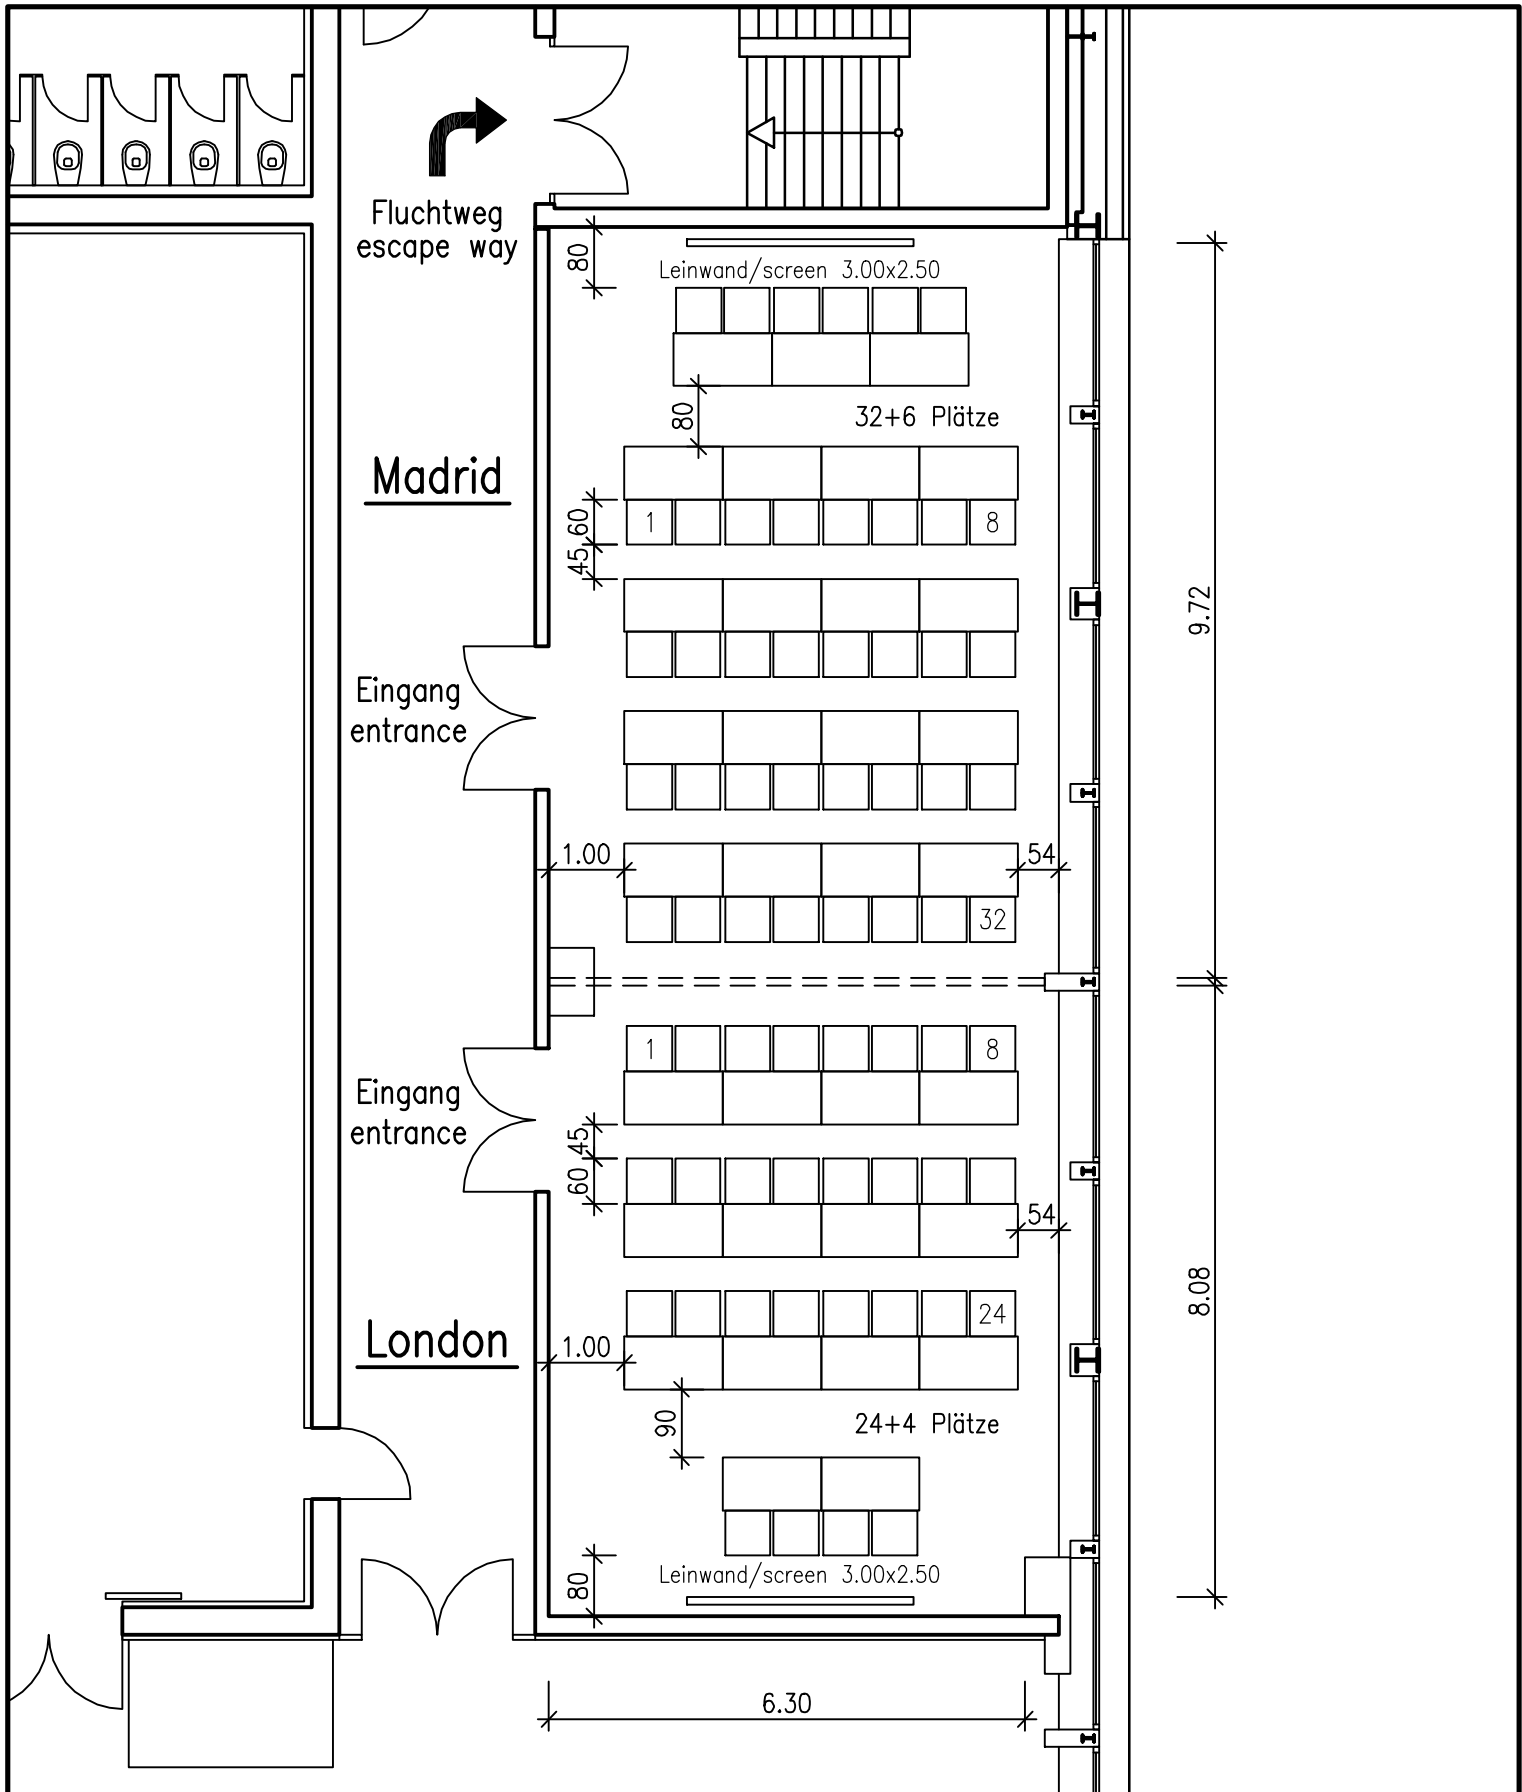 Fluchtweg
escape way
80
Leinwand/screen 3.00x2.50
80
32+6 Plätze
Madrid
60
1
8
45
9.72
Eingang
entrance
1.00
54
32
1
8
Eingang
entrance
45
60
54
8.08
24
London
1.00
90
24+4 Plätze
80
Leinwand/screen 3.00x2.50
6.30